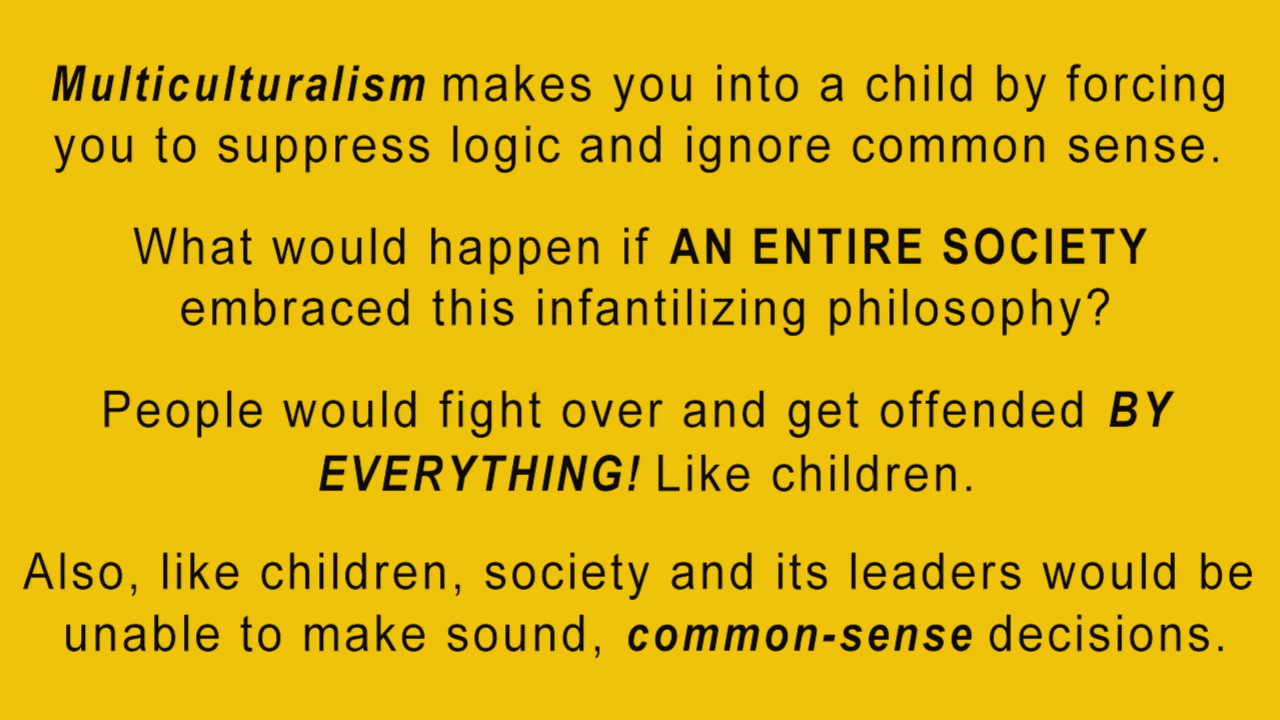 Multiculturalism makes you into a child by forcing
you to suppress logic and ignore common sense.
What would happen if AN ENTIRE SOCIETY
embraced this infantilizing philosophy?
People would fight over and get offended BY
EVERYTHING! Like children.
Also, like children, society and its leaders would be
unable to make sound, common-sense decisions.